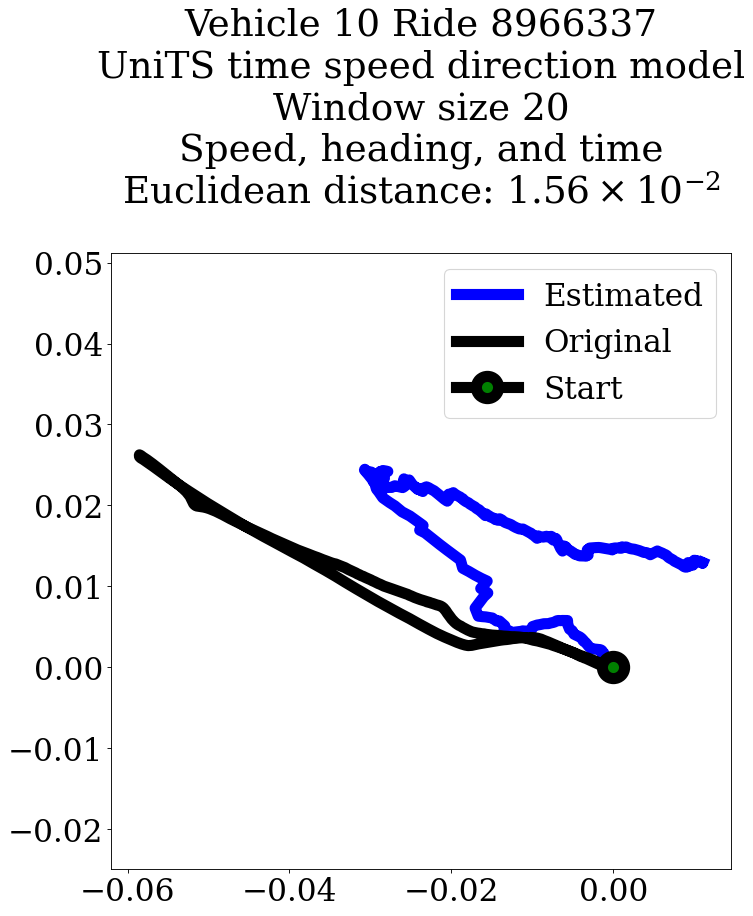 Vehicle 10 Ride 8966337
UniTS time speed direction model
Window size 20
Speed, heading, and time
Euclidean distance: 1.56 × 10⁻²
Estimated
Original
Start
0.05
0.04
0.03
0.02
0.01
0.00
−0.01
−0.02
−0.06 −0.04 −0.02 0.00